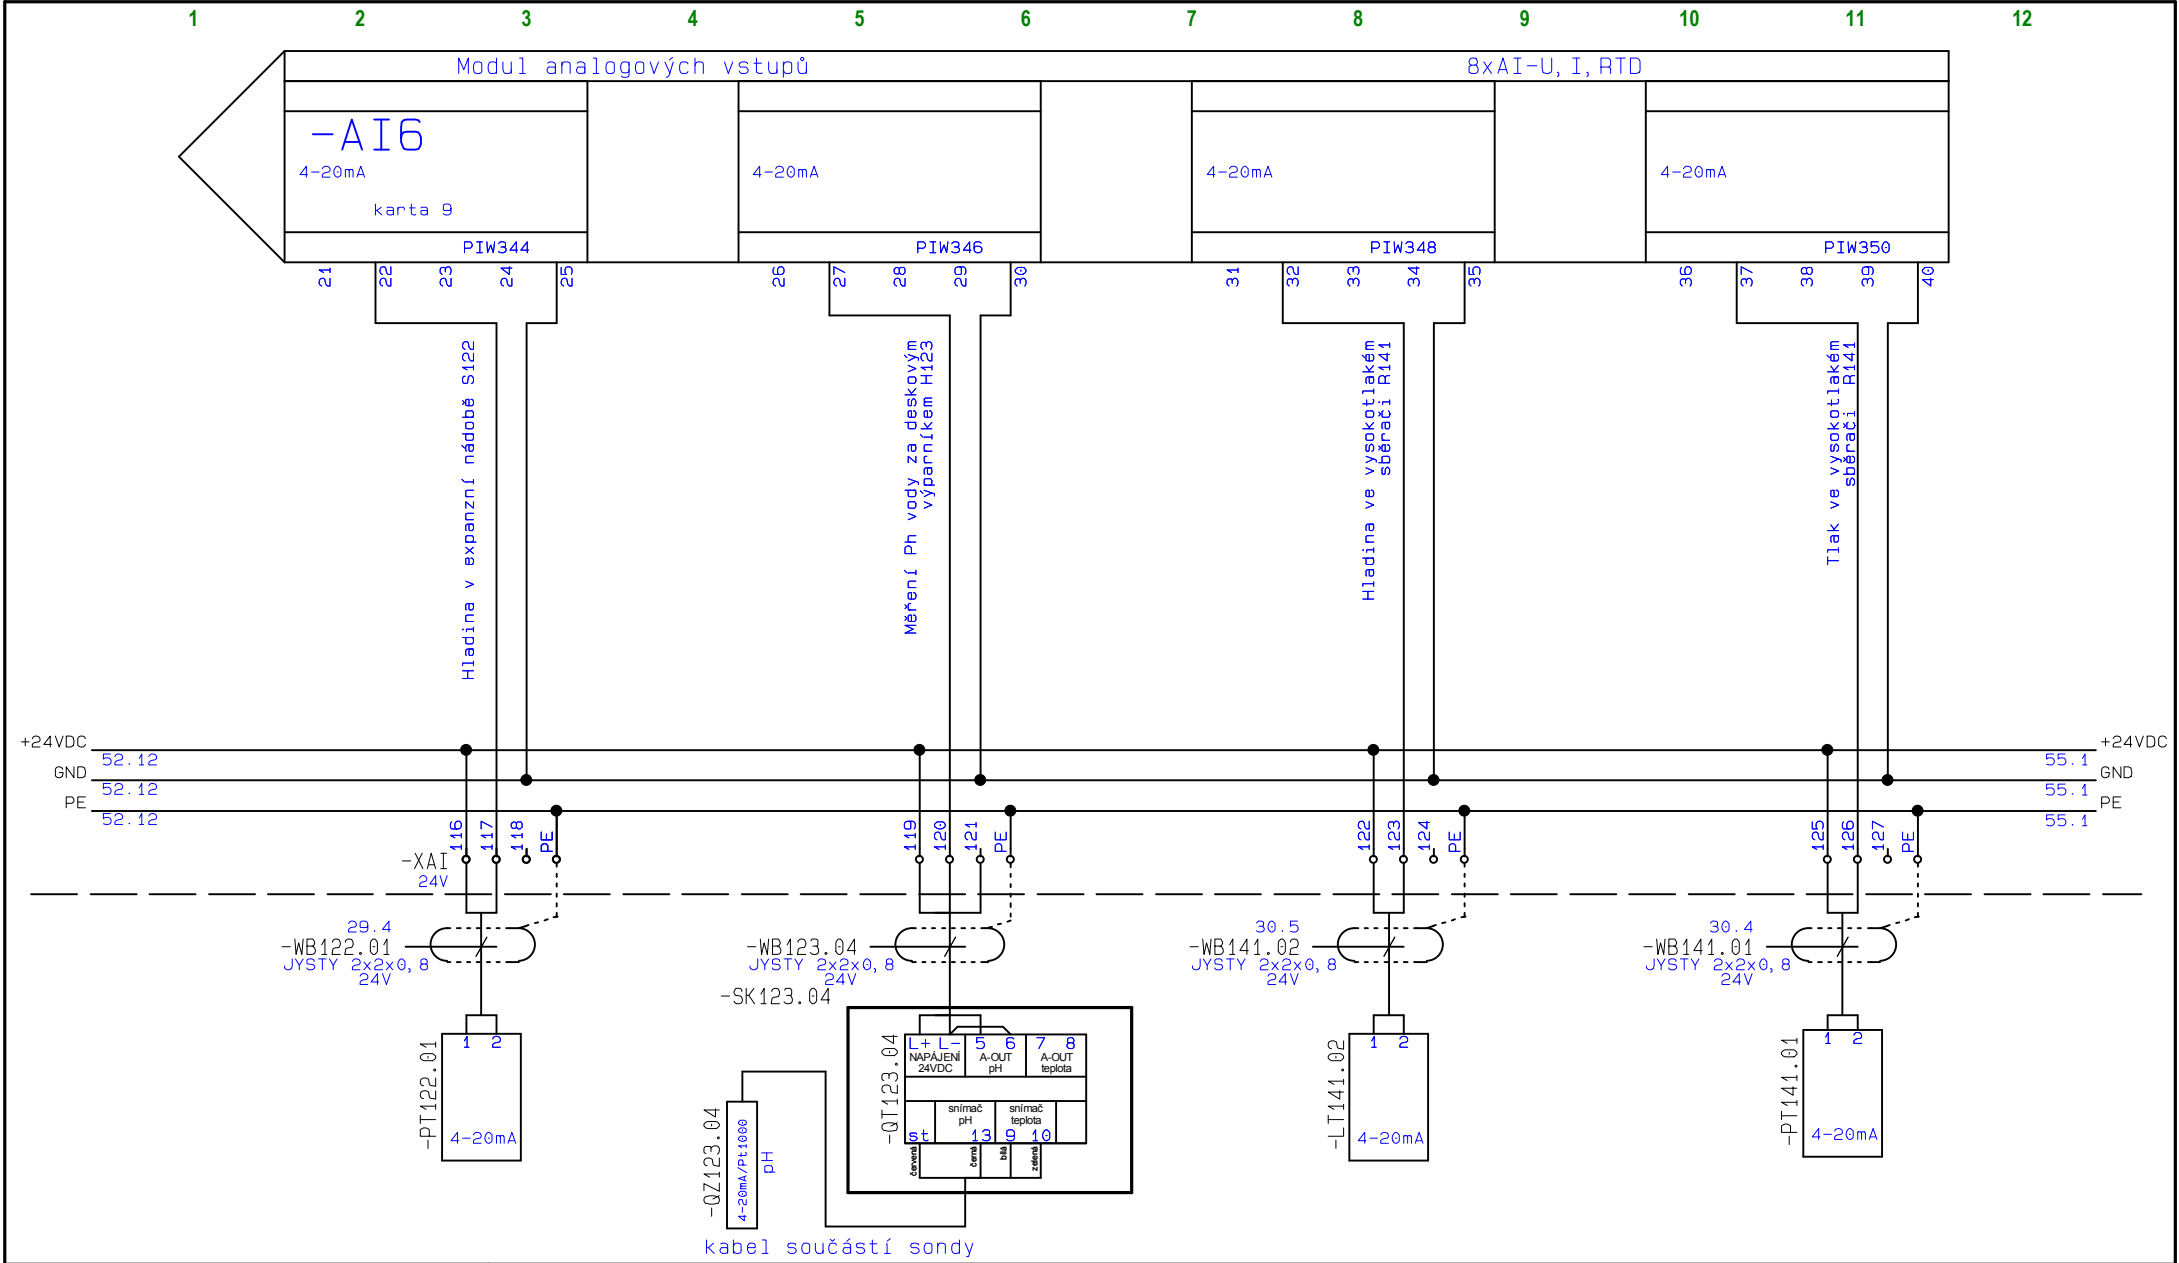 1 2 3 4 5 6 7 8 9 10 11 12
Modul analogových vstupů
8xAI-U, I, RTD
-AI6
4-20mA
karta 9
PIW344
4-20mA
PIW346
4-20mA
PIW348
4-20mA
PIW350
21 22 23 24 25
26 27 28 29 30
31 32 33 34 35
36 37 38 39 40
Hladina v expanzní nádobě S122
Měření Ph vody za deskovým
výparníkem H123
Hladina ve vysokotlakém
sběrači R141
Tlak ve vysokotlakém
sběrači R141
+24VDC
52.12
GND
52.12
PE
52.12
+24VDC
55.1
GND
55.1
PE
55.1
-XAI
24V
116 117 118 PE
119 120 121 PE
122 123 124 PE
125 126 127 PE
29.4
-WB122.01
JYSTY 2x2x0,8
24V
-WB123.04
JYSTY 2x2x0,8
24V
30.5
-WB141.02
JYSTY 2x2x0,8
24V
30.4
-WB141.01
JYSTY 2x2x0,8
24V
-PT122.01
1 2
4-20mA
-SK123.04
-QT123.04
L+ L- 5 6 7 8
NAPÁJENÍ
24VDC
A-OUT
pH
A-OUT
teplota
snímač
pH
snímač
teplota
st 13 9 10
červená
černá
bílá
zelená
-QZ123.04
4-20mA/Pt1000
pH
kabel součástí sondy
-LT141.02
1 2
4-20mA
-PT141.01
1 2
4-20mA